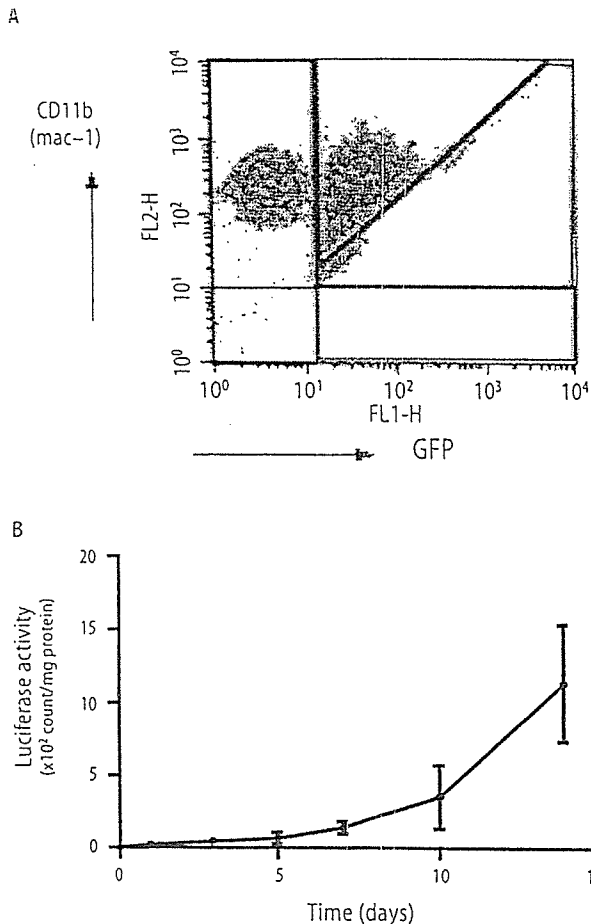 A
CD11b
(mac-1)
FL2-H
10⁴
10³
10²
10¹
10⁰
10⁰
10¹
10²
10³
10⁴
FL1-H
GFP
B
Luciferase activity
(x10² count/mg protein)
20
15
10
5
0
0
5
10
1
Time (days)